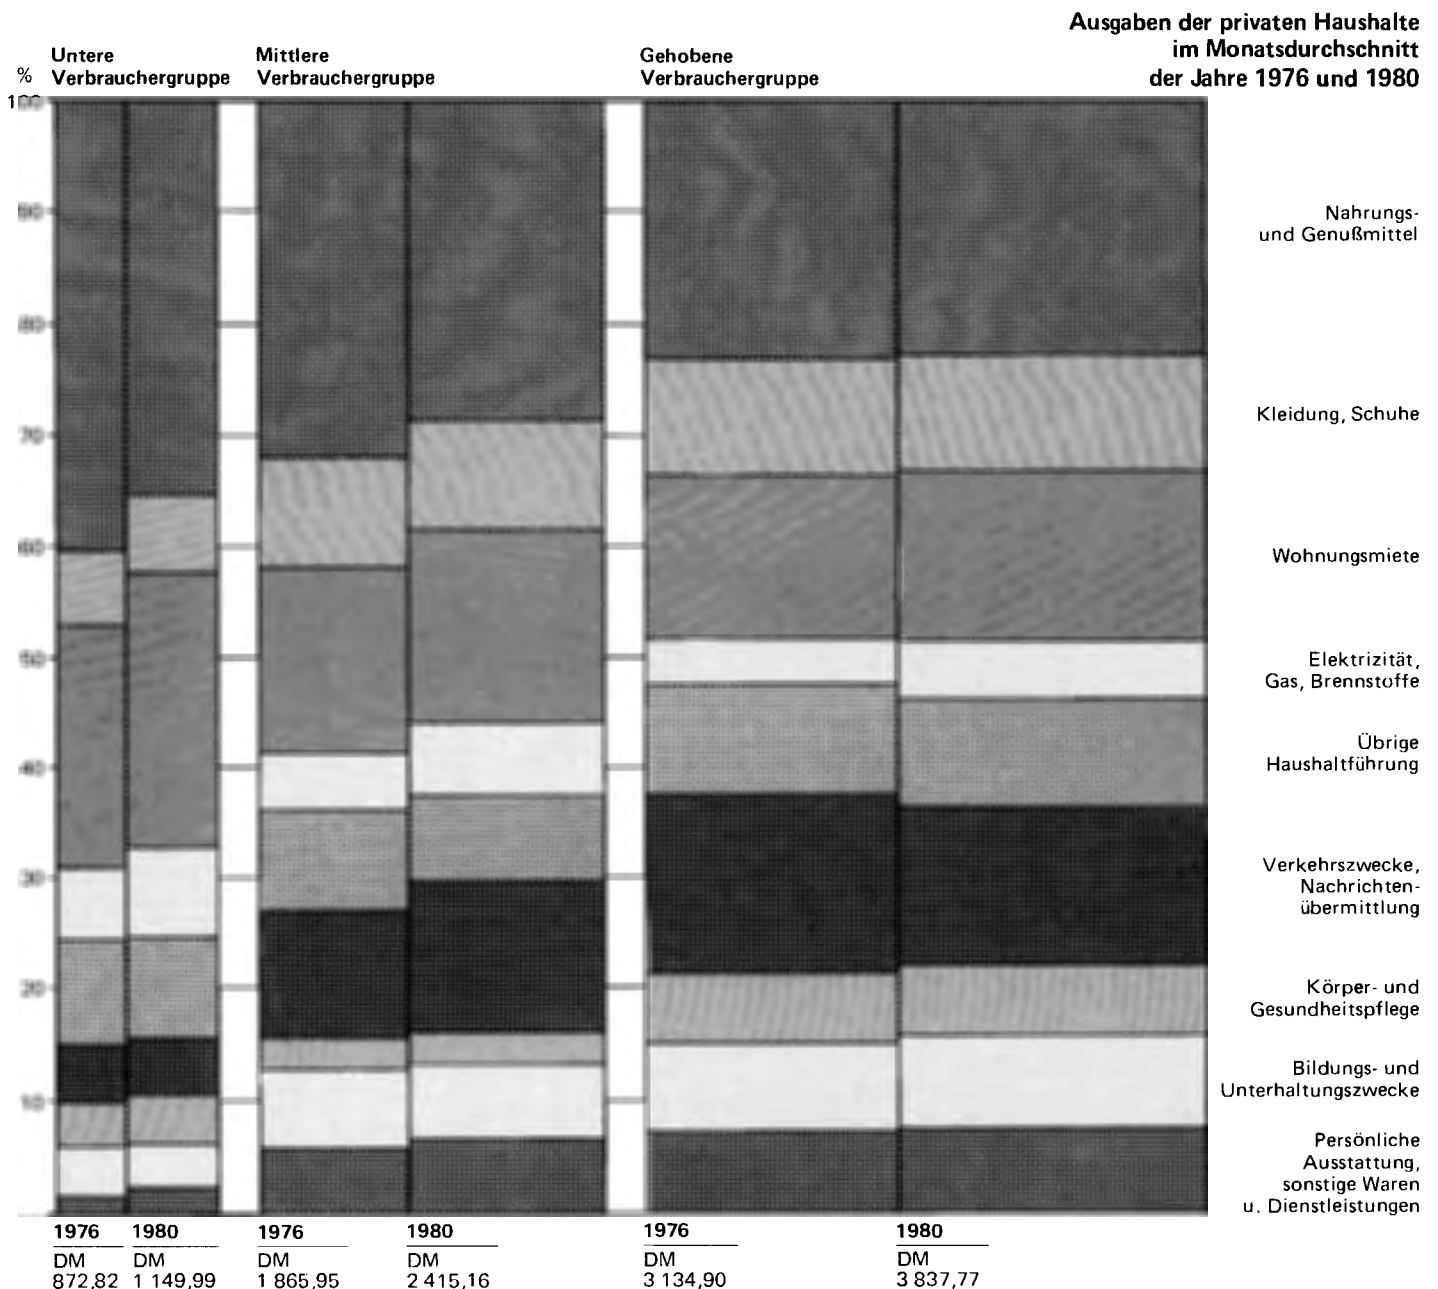 Ausgaben der privaten Haushalte
im Monatsdurchschnitt
der Jahre 1976 und 1980
Untere
Verbrauchergruppe
Mittlere
Verbrauchergruppe
Gehobene
Verbrauchergruppe
%
100
90
80
70
60
50
40
30
20
10
Nahrungs-
und Genußmittel
Kleidung, Schuhe
Wohnungsmiete
Elektrizität,
Gas, Brennstoffe
Übrige
Haushaltführung
Verkehrszwecke,
Nachrichten-
übermittlung
Körper- und
Gesundheitspflege
Bildungs- und
Unterhaltungszwecke
Persönliche
Ausstattung,
sonstige Waren
u. Dienstleistungen
1976
DM
872,82
1980
DM
1 149,99
1976
DM
1 865,95
1980
DM
2 415,16
1976
DM
3 134,90
1980
DM
3 837,77